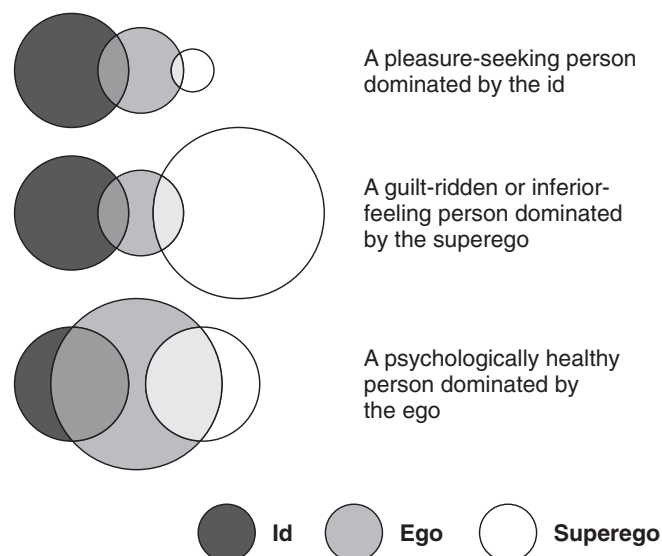 A pleasure-seeking person
dominated by the id
A guilt-ridden or inferior-
feeling person dominated
by the superego
A psychologically healthy
person dominated by
the ego
Id Ego Superego